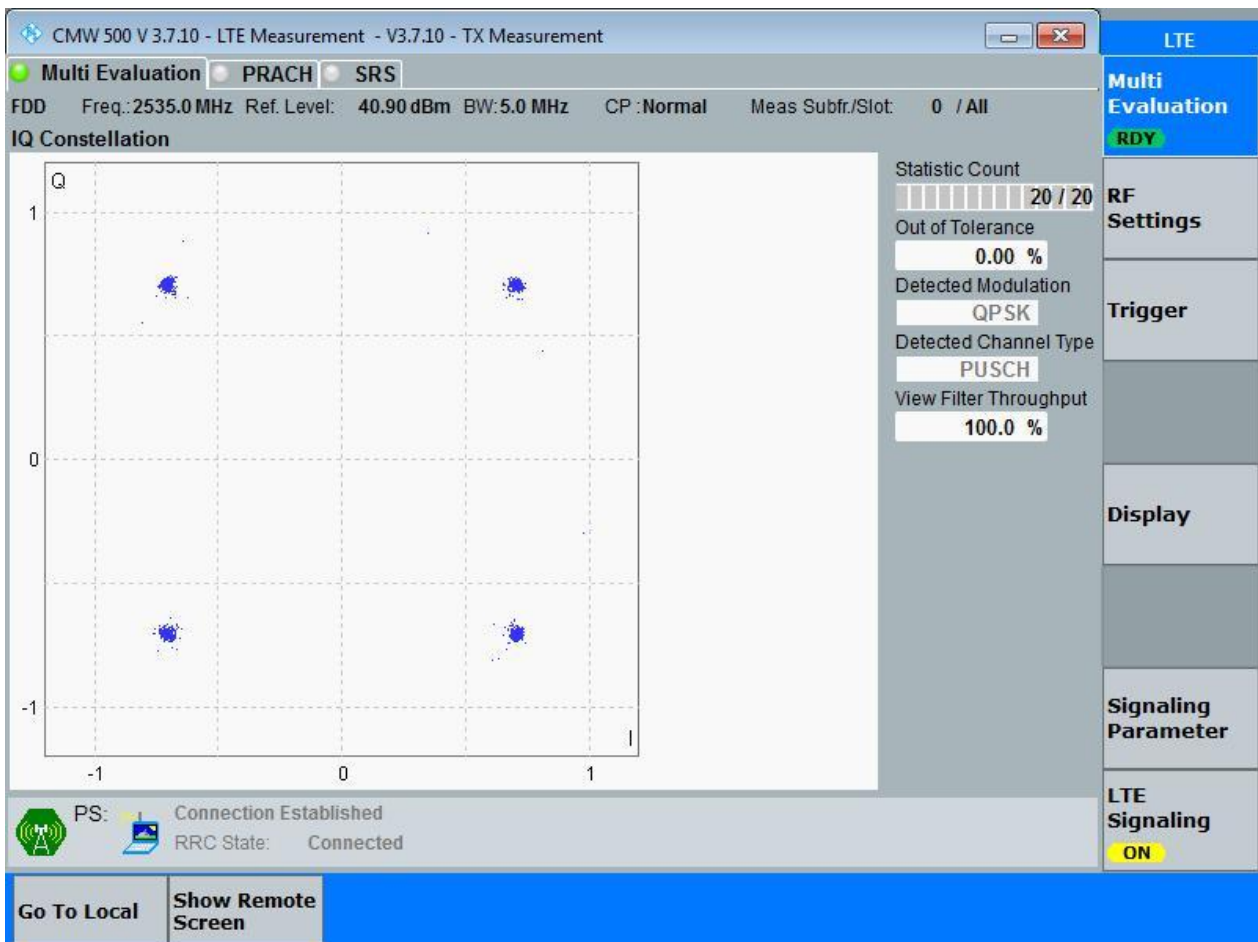 CMW 500 V 3.7.10 - LTE Measurement - V3.7.10 - TX Measurement
LTE
Multi Evaluation PRACH SRS
Multi
Evaluation
RDY
FDD Freg.:2535.0 MHz Ref. Level: 40.90 dBm BW:5.0 MHz CP :Normal Meas Subfr./Slot: 0 / All
IQ Constellation
Q
1
0
-1
I
-1 0 1
Statistic Count
20 / 20
Out of Tolerance
0.00 %
Detected Modulation
QPSK
Detected Channel Type
PUSCH
View Filter Throughput
100.0 %
RF
Settings
Trigger
Display
Signaling
Parameter
LTE
Signaling
ON
PS: Connection Established
RRC State: Connected
Go To Local
Show Remote
Screen